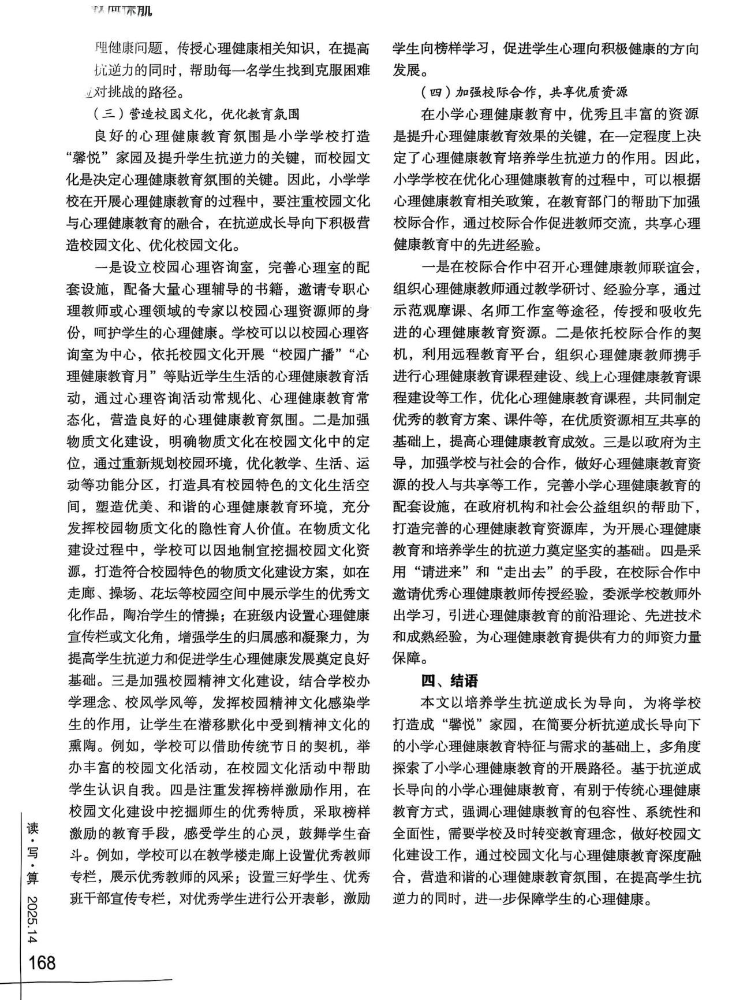 理健康问题，传授心理健康相关知识，在提高
抗逆力的同时，帮助每一名学生找到克服困难
对挑战的路径。
（三）营造校园文化，优化教育氛围
良好的心理健康教育氛围是小学学校打造
“馨悦”家园及提升学生抗逆力的关键，而校园文
化是决定心理健康教育氛围的关键。因此，小学学
校在开展心理健康教育的过程中，要注重校园文化
与心理健康教育的融合，在抗逆成长导向下积极营
造校园文化、优化校园文化。
一是设立校园心理咨询室，完善心理室的配
套设施，配备大量心理辅导的书籍，邀请专职心
理教师或心理领域的专家以校园心理资源师的身
份，呵护学生的心理健康。学校可以以校园心理咨
询室为中心，依托校园文化开展“校园广播”“心
理健康教育月”等贴近学生生活的心理健康教育活
动，通过心理咨询活动常规化、心理健康教育常
态化，营造良好的心理健康教育氛围。二是加强
物质文化建设，明确物质文化在校园文化中的定
位，通过重新规划校园环境，优化教学、生活、运
动等功能分区，打造具有校园特色的文化生活空
间，塑造优美、和谐的心理健康教育环境，充分
发挥校园物质文化的隐性育人价值。在物质文化
建设过程中，学校可以因地制宜挖掘校园文化资
源，打造符合校园特色的物质文化建设方案，如在
走廊、操场、花坛等校园空间中展示学生的优秀文
化作品，陶冶学生的情操；在班级内设置心理健康
宣传栏或文化角，增强学生的归属感和凝聚力，为
提高学生抗逆力和促进学生心理健康发展奠定良好
基础。三是加强校园精神文化建设，结合学校办
学理念、校风学风等，发挥校园精神文化感染学
生的作用，让学生在潜移默化中受到精神文化的
熏陶。例如，学校可以借助传统节日的契机，举
办丰富的校园文化活动，在校园文化活动中帮助
学生认识自我。四是注重发挥榜样激励作用，在
校园文化建设中挖掘师生的优秀特质，采取榜样
激励的教育手段，感受学生的心灵，鼓舞学生奋
斗。例如，学校可以在教学楼走廊上设置优秀教师
专栏，展示优秀教师的风采；设置三好学生、优秀
班干部宣传专栏，对优秀学生进行公开表彰，激励
学生向榜样学习，促进学生心理向积极健康的方向
发展。
（四）加强校际合作，共享优质资源
在小学心理健康教育中，优秀且丰富的资源
是提升心理健康教育效果的关键，在一定程度上决
定了心理健康教育培养学生抗逆力的作用。因此，
小学学校在优化心理健康教育的过程中，可以根据
心理健康教育相关政策，在教育部门的帮助下加强
校际合作，通过校际合作促进教师交流，共享心理
健康教育中的先进经验。
一是在校际合作中召开心理健康教师联谊会，
组织心理健康教师通过教学研讨、经验分享，通过
示范观摩课、名师工作室等途径，传授和吸收先
进的心理健康教育资源。二是依托校际合作的契
机，利用远程教育平台，组织心理健康教师携手
进行心理健康教育课程建设、线上心理健康教育课
程建设等工作，优化心理健康教育课程，共同制定
优秀的教育方案、课件等，在优质资源相互共享的
基础上，提高心理健康教育成效。三是以政府为主
导，加强学校与社会的合作，做好心理健康教育资
源的投入与共享等工作，完善小学心理健康教育的
配套设施，在政府机构和社会公益组织的帮助下，
打造完善的心理健康教育资源库，为开展心理健康
教育和培养学生的抗逆力奠定坚实的基础。四是采
用“请进来”和“走出去”的手段，在校际合作中
邀请优秀心理健康教师传授经验，委派学校教师外
出学习，引进心理健康教育的前沿理论、先进技术
和成熟经验，为心理健康教育提供有力的师资力量
保障。
四、结语
本文以培养学生抗逆成长为导向，为将学校
打造成“馨悦”家园，在简要分析抗逆成长导向下
的小学心理健康教育特征与需求的基础上，多角度
探索了小学心理健康教育的开展路径。基于抗逆成
长导向的小学心理健康教育，有别于传统心理健康
教育方式，强调心理健康教育的包容性、系统性和
全面性，需要学校及时转变教育理念，做好校园文
化建设工作，通过校园文化与心理健康教育深度融
合，营造和谐的心理健康教育氛围，在提高学生抗
逆力的同时，进一步保障学生的心理健康。
读·写·算 2025.14
168